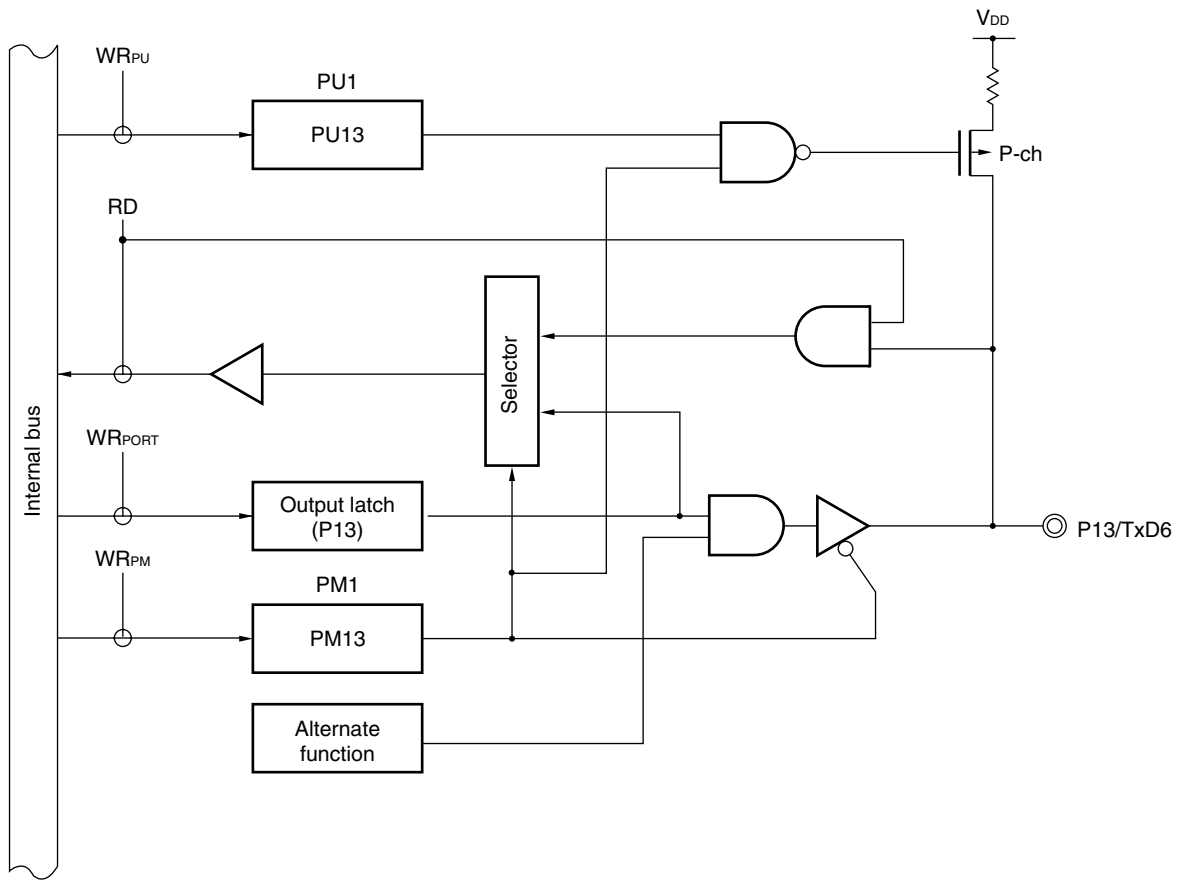 VDD
WRPU
PU1
PU13
P-ch
RD
Selector
Internal bus
WRPORT
Output latch
(P13)
P13/TxD6
WRPM
PM1
PM13
Alternate
function